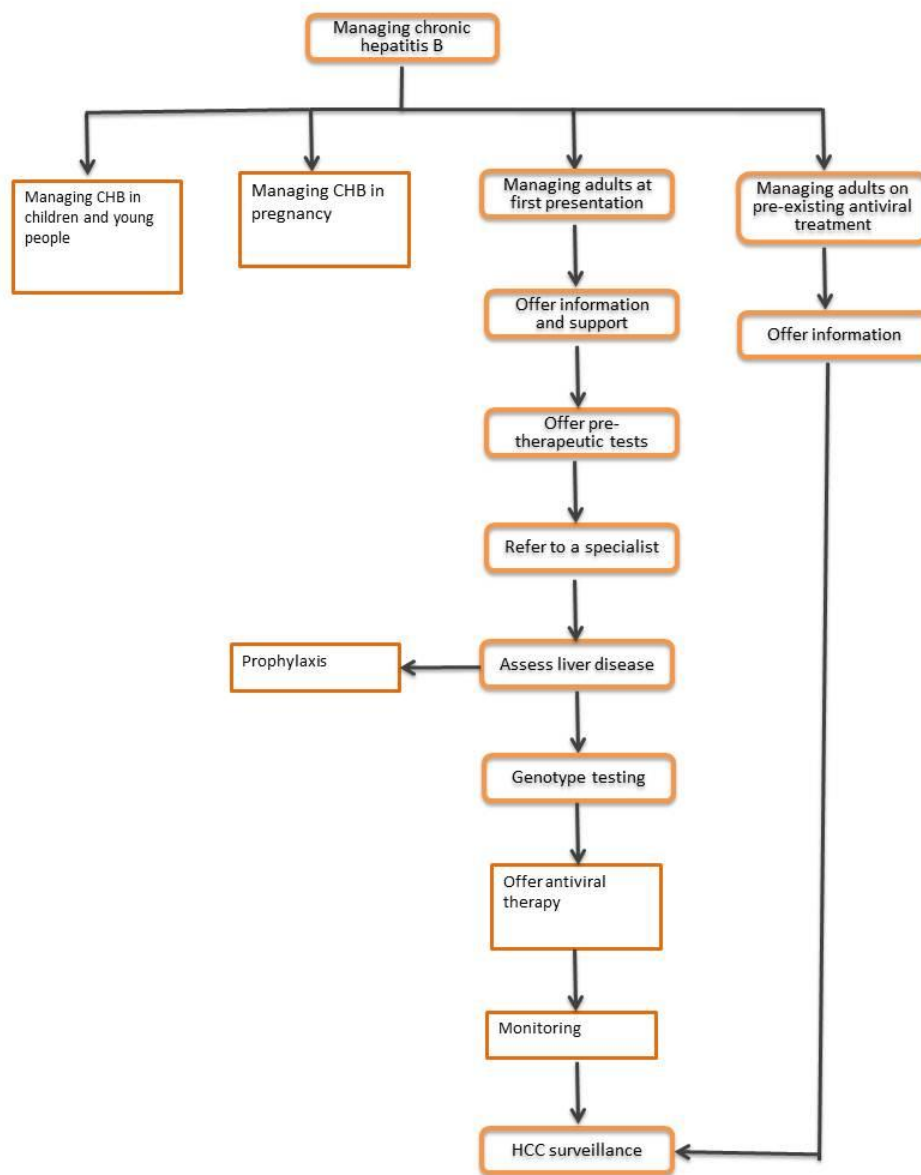 Managing chronic
hepatitis B
Managing CHB in
children and young
people
Managing CHB in
pregnancy
Managing adults at
first presentation
Managing adults on
pre-existing antiviral
treatment
Offer information
and support
Offer information
Offer pre-
therapeutic tests
Refer to a specialist
Prophylaxis
Assess liver disease
Genotype testing
Offer antiviral
therapy
Monitoring
HCC surveillance